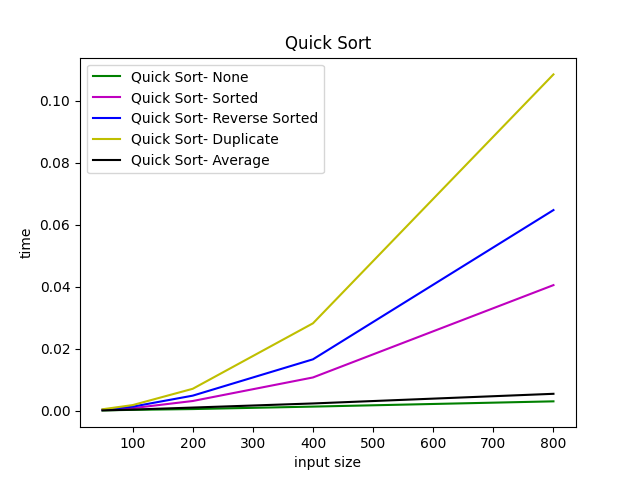 Quick Sort
Quick Sort- None
Quick Sort- Sorted
Quick Sort- Reverse Sorted
Quick Sort- Duplicate
Quick Sort- Average
time
0.10
0.08
0.06
0.04
0.02
0.00
100 200 300 400 500 600 700 800
input size